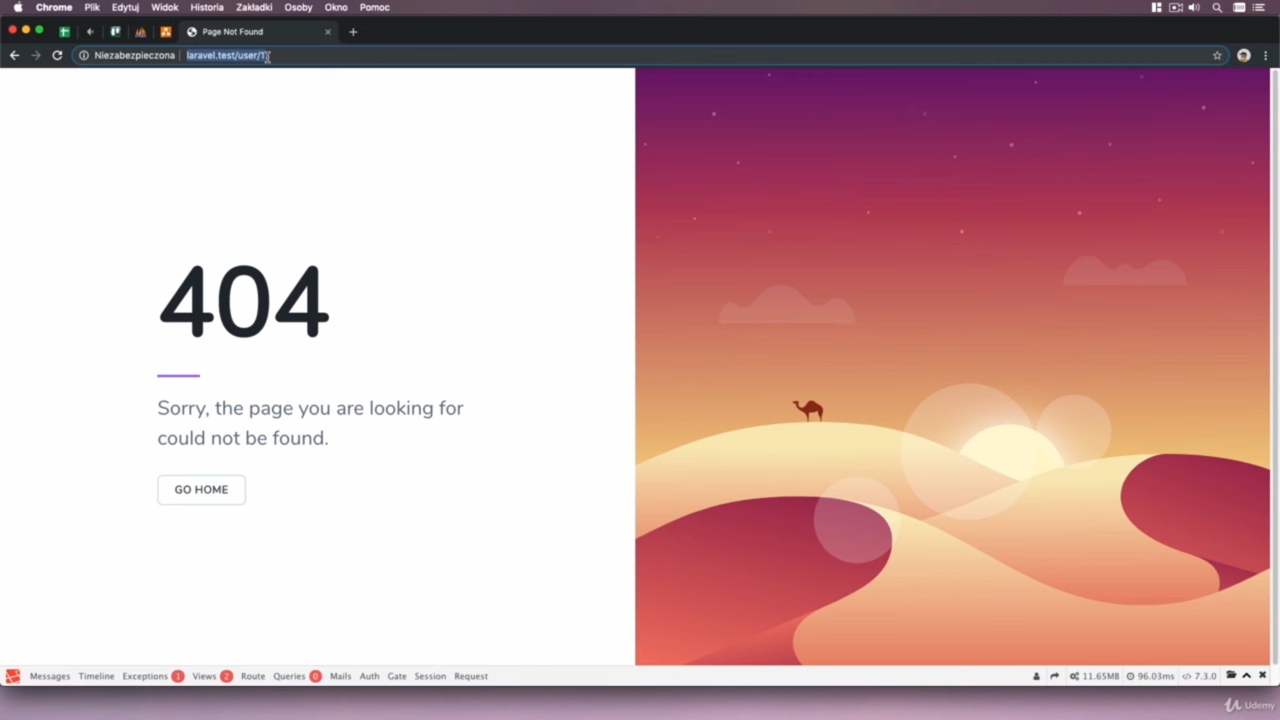 Chrome Plik Edytuj Widok Historia Zakładki Osoby Okno Pomoc
Page Not Found
Niezabezpieczona laravel.test/user/1
404
Sorry, the page you are looking for
could not be found.
GO HOME
Messages Timeline Exceptions 1 Views 2 Route Queries 0 Mails Auth Gate Session Request 11.65MB 96.03ms 7.3.0
Udemy